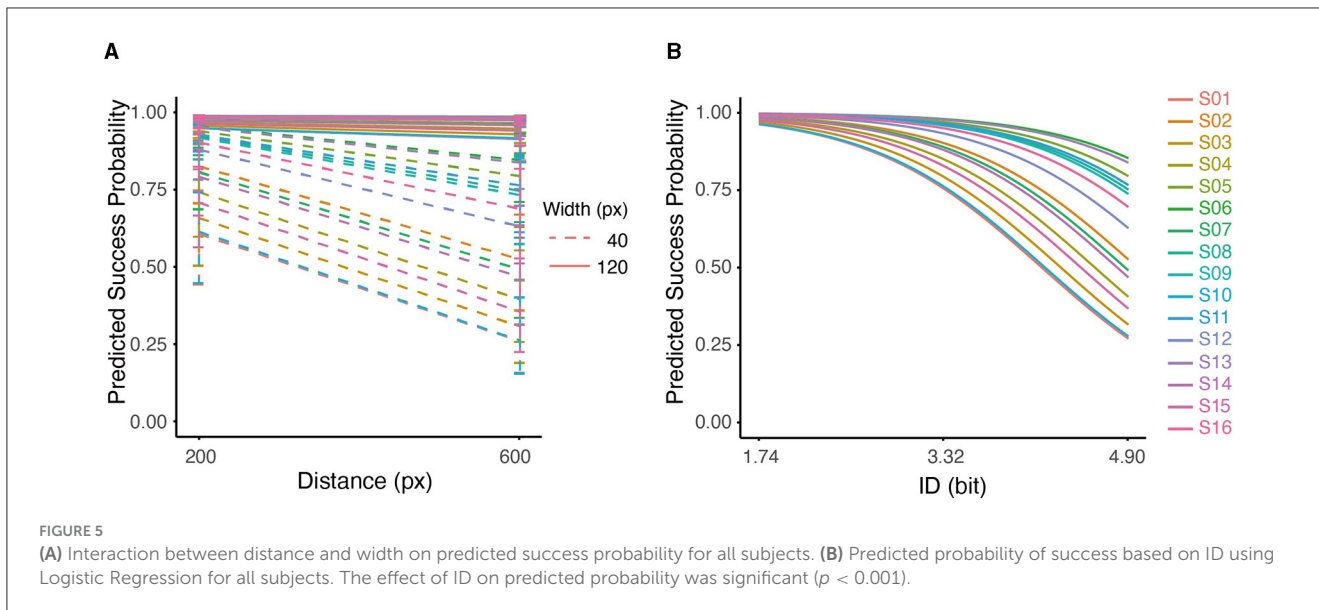 A
B
Predicted Success Probability
1.00
0.75
0.50
0.25
0.00
200
600
Distance (px)
Width (px)
40
120
Predicted Success Probability
1.00
0.75
0.50
0.25
0.00
1.74
3.32
4.90
ID (bit)
S01
S02
S03
S04
S05
S06
S07
S08
S09
S10
S11
S12
S13
S14
S15
S16
FIGURE 5
(A) Interaction between distance and width on predicted success probability for all subjects. (B) Predicted probability of success based on ID using
Logistic Regression for all subjects. The effect of ID on predicted probability was significant (p < 0.001).